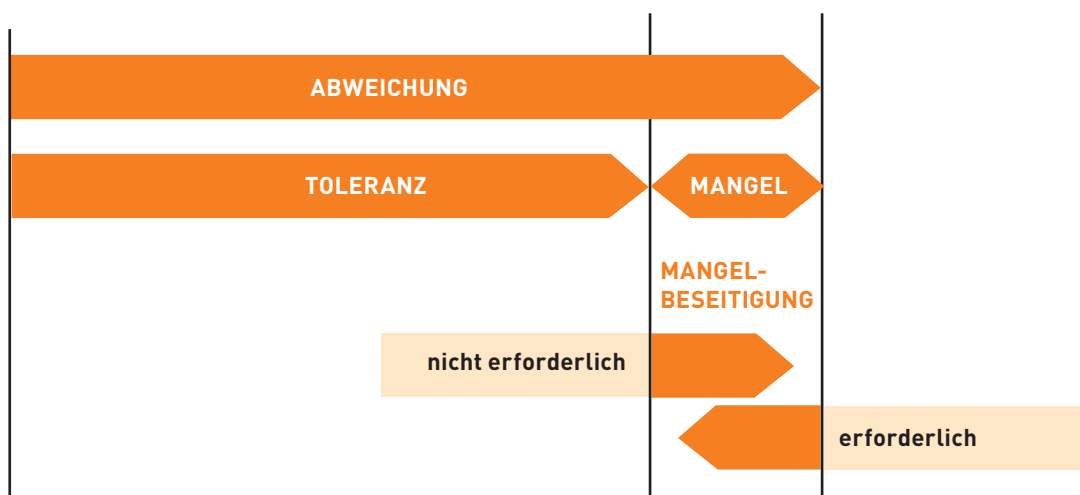 ABWEICHUNG
TOLERANZ
MANGEL
MANGEL-
BESEITIGUNG
nicht erforderlich
erforderlich